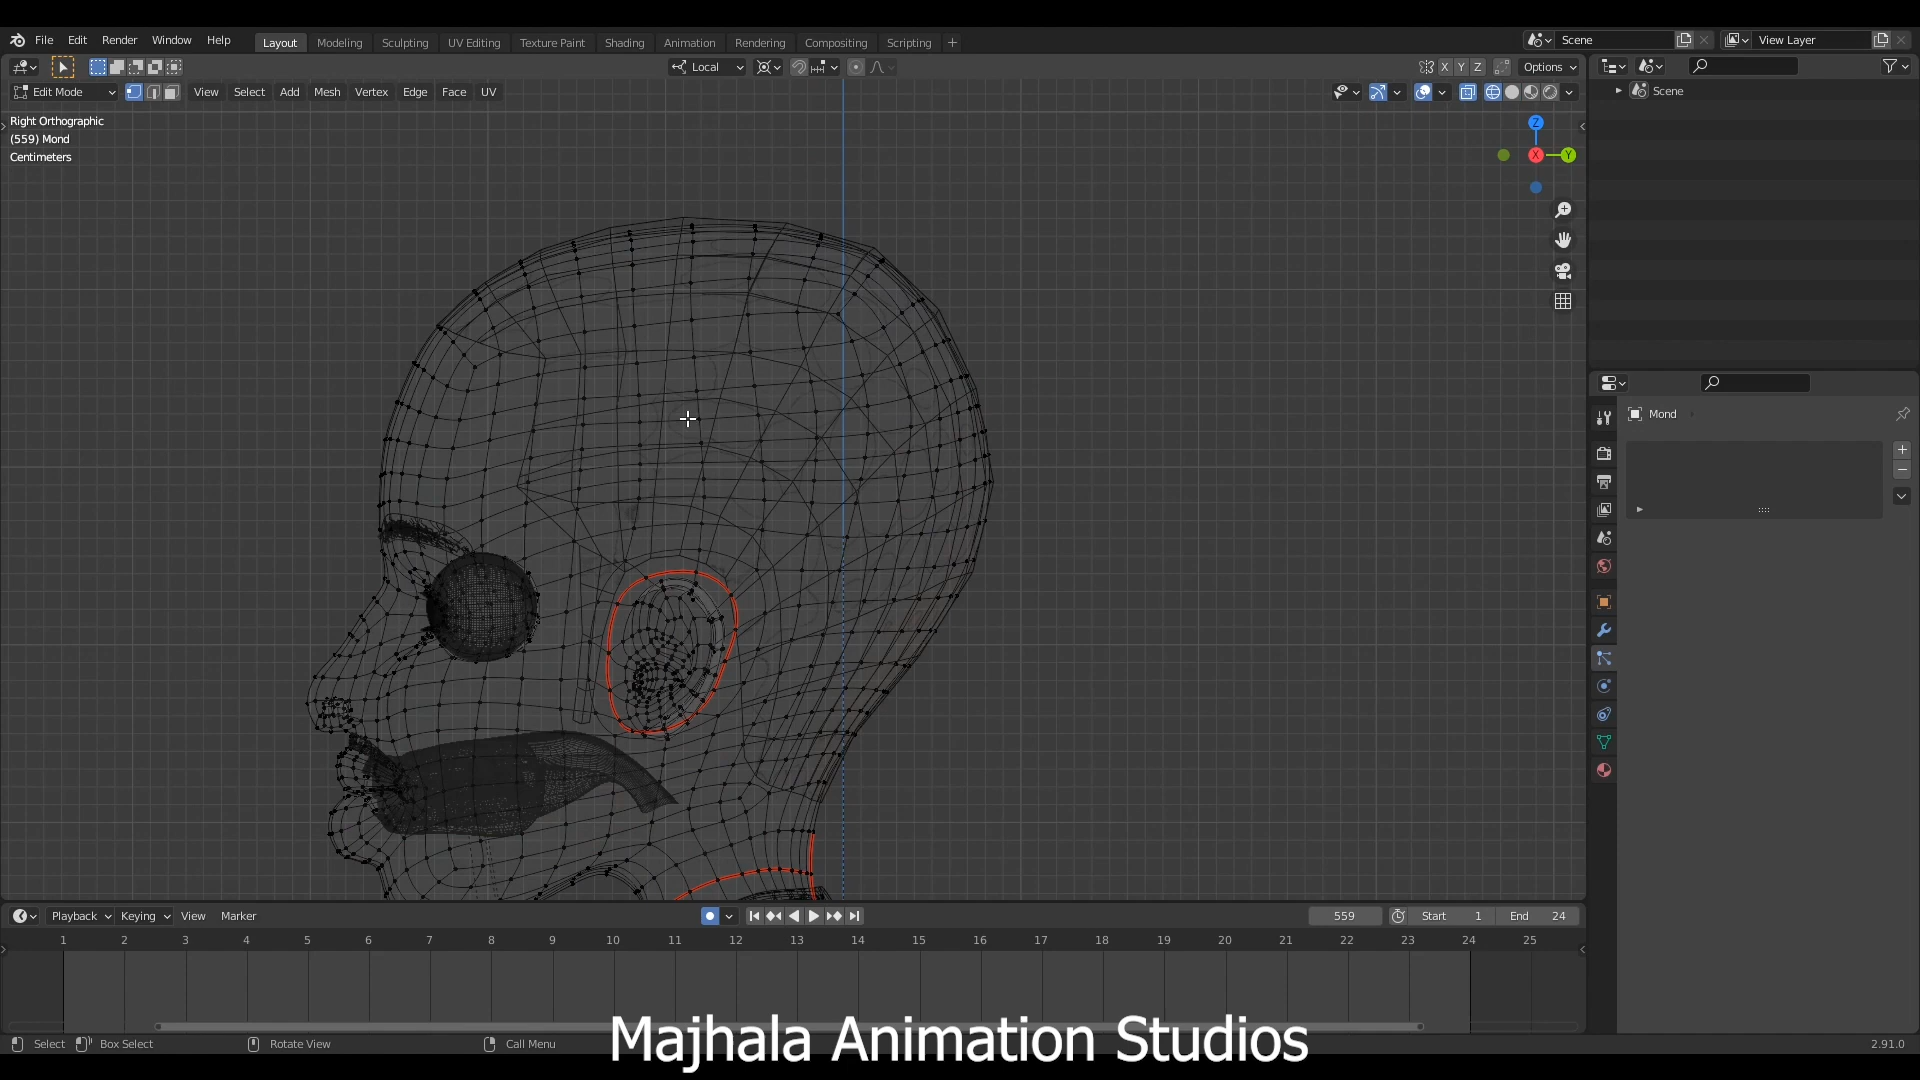 File Edit Render Window Help Layout Modeling Sculpting UV Editing Texture Paint Shading Animation Rendering Compositing Scripting + Scene View Layer
Local X Y Z Options
Edit Mode View Select Add Mesh Vertex Edge Face UV
Scene
Right Orthographic
(559) Mond
Centimeters
Z
X Y
Mond
Playback Keying View Marker 559 Start 1 End 24
1 2 3 4 5 6 7 8 9 10 11 12 13 14 15 16 17 18 19 20 21 22 23 24 25
Select Box Select Rotate View Call Menu 2.91.0
Majhala Animation Studios